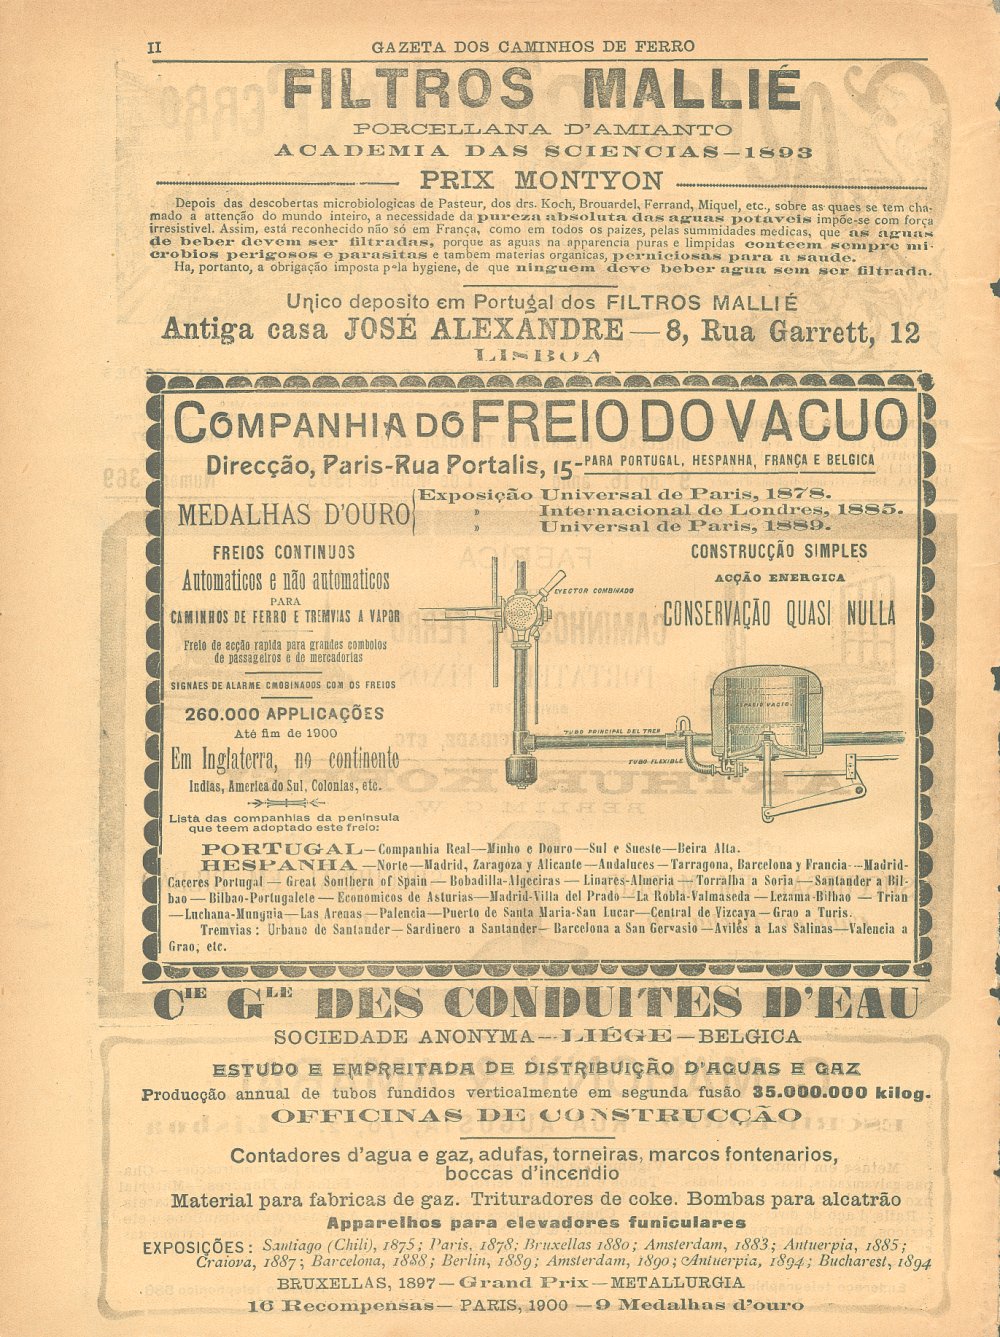 II
GAZETA DOS CAMINHOS DE FERRO
FILTROS MALLIÉ
PORCELLANA D'AMIANTO
ACADEMIA DAS SCIENCIAS—1893
PRIX MONTYON
Depois das descobertas microbiologicas de Pasteur, dos drs. Koch, Brouardel, Ferrand, Miquel, etc., sobre as quaes se tem cha-
mado a attenção do mundo inteiro, a necessidade da pureza absoluta das aguas potaveis impõe-se com força
irresistivel. Assim, está reconhecido não só em França, como em todos os paizes, pelas summidades medicas, que as aguas
de beber devem ser filtradas, porque as aguas na apparencia puras e limpidas conteem sempre mi-
crobios perigosos e parasitas e tambem materias organicas, perniciosas para a saude.
Ha, portanto, a obrigação imposta pela hygiene, de que ninguem deve beber agua sem ser filtrada.
Unico deposito em Portugal dos FILTROS MALLIÉ
Antiga casa JOSÉ ALEXANDRE — 8, Rua Garrett, 12
LISBOA
COMPANHIA DO FREIO DO VACUO
Direcção, Paris-Rua Portalis, 15-PARA PORTUGAL, HESPANHA, FRANÇA E BELGICA
MEDALHAS D'OURO
Exposição Universal de Paris, 1878.
» Internacional de Londres, 1885.
» Universal de Paris, 1889.
FREIOS CONTINUOS
Automaticos e não automaticos
PARA
CAMINHOS DE FERRO E TREMVIAS A VAPOR
Freio de acção rapida para grandes comboios
de passageiros e de mercadorias
SIGNAES DE ALARME CMOBINADOS COM OS FREIOS
260.000 APPLICAÇÕES
Até fim de 1900
Em Inglaterra, no continente
Indias, America do Sul, Colonias, etc.
Lista das companhias da peninsula
que teem adoptado este freio:
CONSTRUCÇÃO SIMPLES
ACÇÃO ENERGICA
CONSERVAÇÃO QUASI NULLA
EYECTOR COMBINADO
ESPACIO VACIO
TUBO PRINCIPAL DEL TREN
TUBO FLEXIBLE
PORTUGAL—Companhia Real—Minho e Douro—Sul e Sueste—Beira Alta.
HESPANHA—Norte—Madrid, Zaragoza y Alicante—Andaluces—Tarragona, Barcelona y Francia—Madrid-
Caceres Portugal — Great Southern of Spain — Bobadilla-Algeciras — Linares-Almeria — Torralba a Soria — Santander a Bil-
bao — Bilbao-Portugalete — Economicos de Asturias—Madrid-Villa del Prado—La Robla-Valmaseda — Lezama-Bilbao — Trian
—Luchana-Munguia—Las Arenas—Palencia—Puerto de Santa Maria-San Lucar—Central de Vizcaya—Grao a Turis.
Tremvias: Urbano de Santander—Sardinero a Santander— Barcelona a San Gervasio —Avilés a Las Salinas—Valencia a
Grao, etc.
CIE GLE DES CONDUITES D'EAU
SOCIEDADE ANONYMA—LIÉGE—BELGICA
ESTUDO E EMPREITADA DE DISTRIBUIÇÃO D'AGUAS E GAZ
Producção annual de tubos fundidos verticalmente em segunda fusão 35.000.000 kilog.
OFFICINAS DE CONSTRUCÇÃO
Contadores d'agua e gaz, adufas, torneiras, marcos fontenarios,
boccas d'incendio
Material para fabricas de gaz. Trituradores de coke. Bombas para alcatrão
Apparelhos para elevadores funiculares
EXPOSIÇÕES: Santiago (Chili), 1875; Paris, 1878; Bruxellas 1880; Amsterdam, 1883; Antuerpia, 1885;
Craiova, 1887; Barcelona, 1888; Berlin, 1889; Amsterdam, 1890; Antuerpia, 1894; Bucharest, 1894
BRUXELLAS, 1897—Grand Prix—METALLURGIA
16 Recompensas—PARIS, 1900—9 Medalhas d'ouro